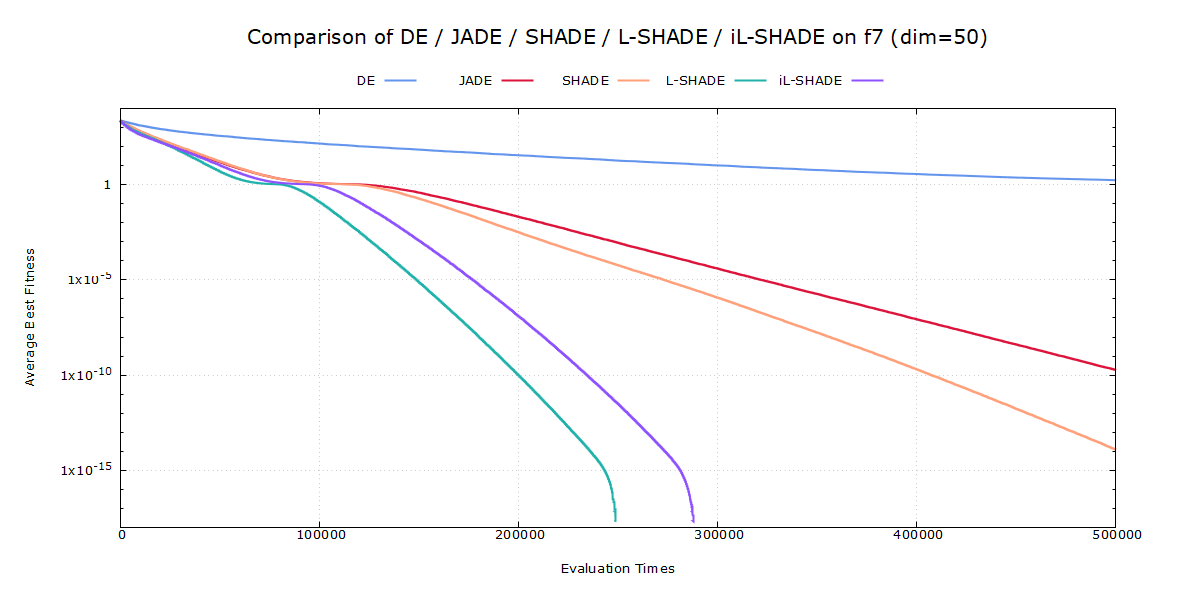 Comparison of DE / JADE / SHADE / L-SHADE / iL-SHADE on f7 (dim=50)
DE JADE SHADE L-SHADE iL-SHADE
Average Best Fitness
1
1x10^-5
1x10^-10
1x10^-15
0 100000 200000 300000 400000 500000
Evaluation Times